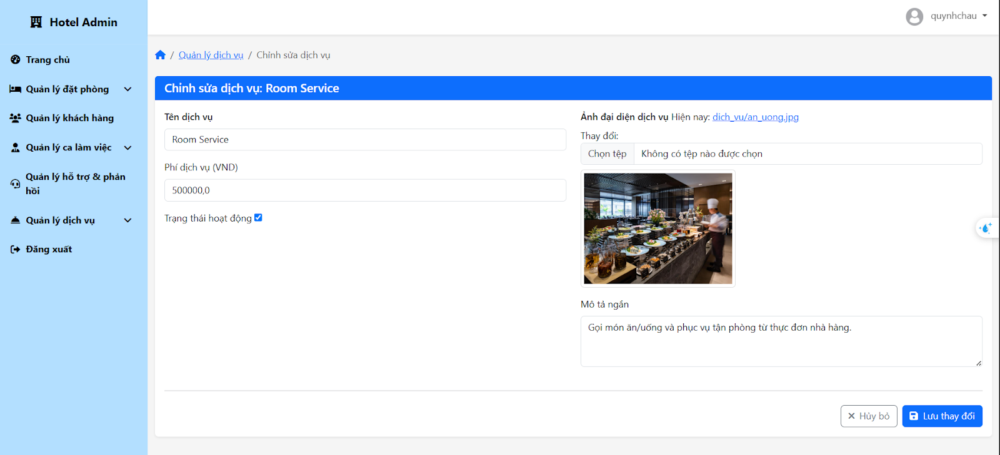 Hotel Admin
quynhchau
Trang chủ
Quản lý đặt phòng
Quản lý khách hàng
Quản lý ca làm việc
Quản lý hỗ trợ & phản
hồi
Quản lý dịch vụ
Đăng xuất
/ Quản lý dịch vụ / Chỉnh sửa dịch vụ
Chỉnh sửa dịch vụ: Room Service
Tên dịch vụ
Room Service
Phí dịch vụ (VND)
500000,0
Trạng thái hoạt động
Ảnh đại diện dịch vụ Hiện nay: dich_vu/an_uong.jpg
Thay đổi:
Chọn tệp Không có tệp nào được chọn
Mô tả ngắn
Gọi món ăn/uống và phục vụ tận phòng từ thực đơn nhà hàng.
Hủy bỏ
Lưu thay đổi